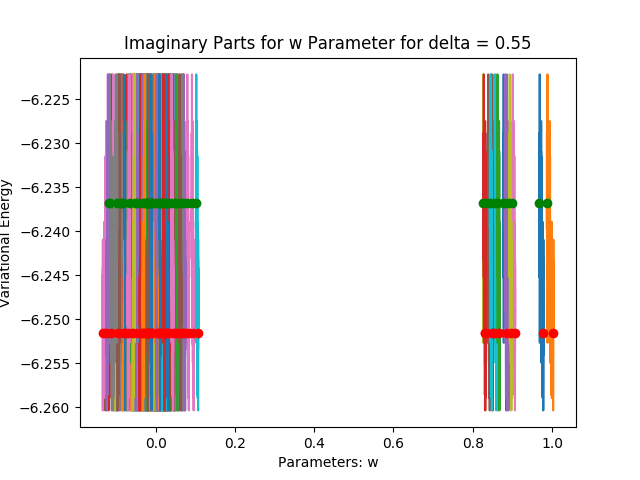 Imaginary Parts for w Parameter for delta = 0.55
Variational Energy
−6.225
−6.230
−6.235
−6.240
−6.245
−6.250
−6.255
−6.260
0.0 0.2 0.4 0.6 0.8 1.0
Parameters: w